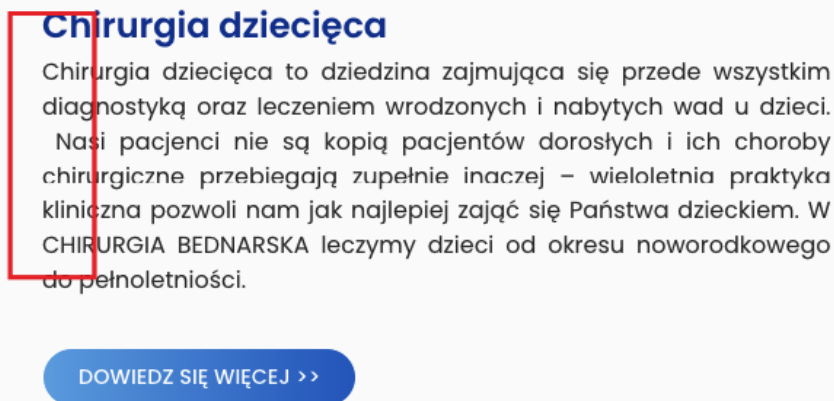 Chirurgia dziecięca
Chirurgia dziecięca to dziedzina zajmująca się przede wszystkim
diagnostyką oraz leczeniem wrodzonych i nabytych wad u dzieci.
Nasi pacjenci nie są kopią pacjentów dorosłych i ich choroby
chirurgiczne przebiegają zupełnie inaczej – wieloletnia praktyka
kliniczna pozwoli nam jak najlepiej zająć się Państwa dzieckiem. W
CHIRURGIA BEDNARSKA leczymy dzieci od okresu noworodkowego
do pełnoletniości.
DOWIEDZ SIĘ WIĘCEJ >>